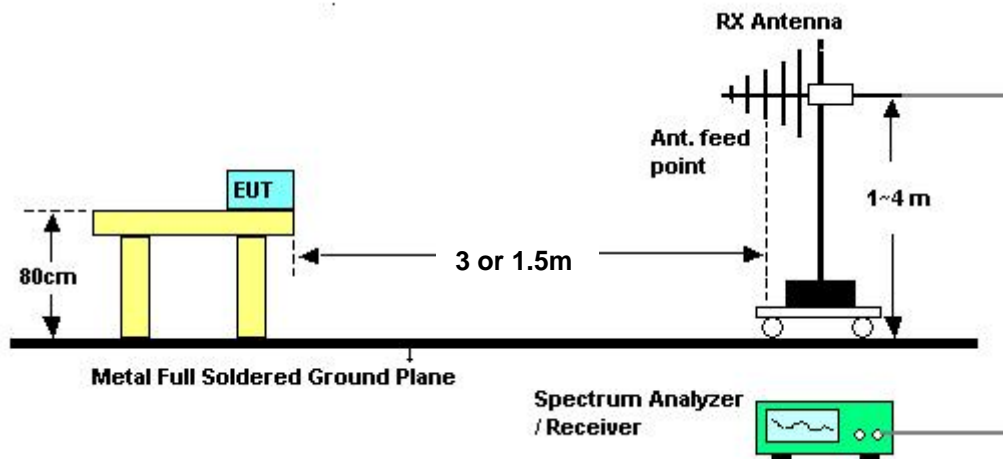 RX Antenna
Ant. feed
point
EUT
1~4 m
80cm
3 or 1.5m
Metal Full Soldered Ground Plane
Spectrum Analyzer
/ Receiver